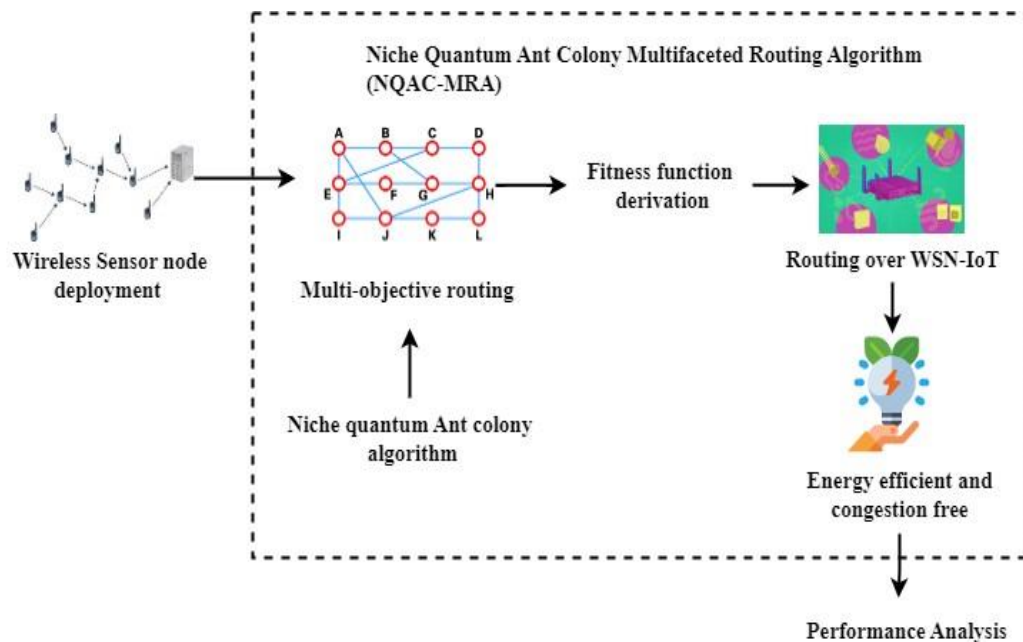 Niche Quantum Ant Colony Multifaceted Routing Algorithm
(NQAC-MRA)
A B C D
E F G H
I J K L
Wireless Sensor node
deployment
Multi-objective routing
Fitness function
derivation
Routing over WSN-IoT
Niche quantum Ant colony
algorithm
Energy efficient and
congestion free
Performance Analysis